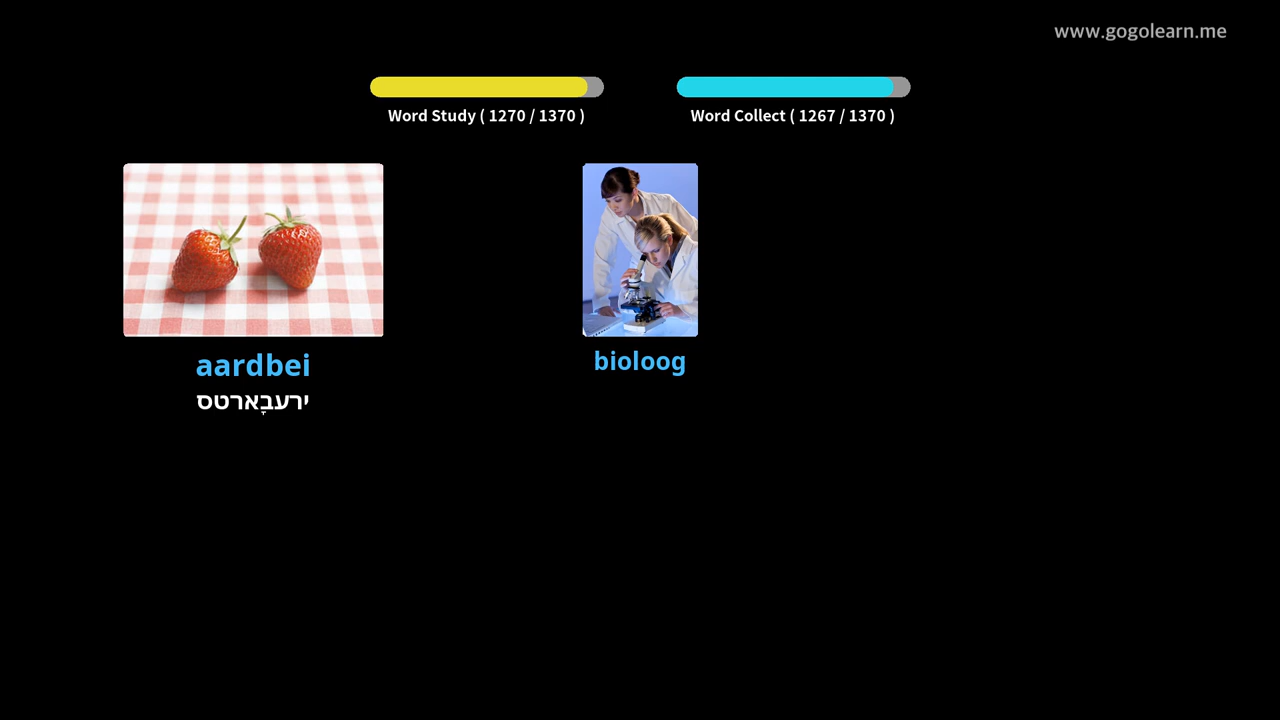 www.gogolearn.me
Word Study ( 1270 / 1370 )
Word Collect ( 1267 / 1370 )
aardbei
ירעבָארטס
bioloog